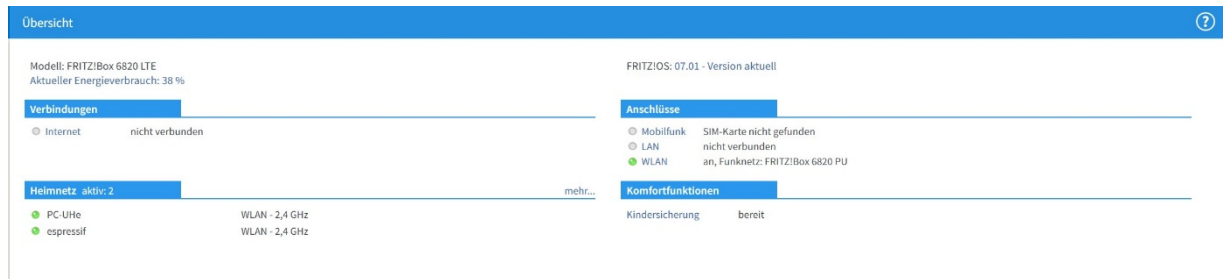 Übersicht
?
Modell: FRITZ!Box 6820 LTE
Aktueller Energieverbrauch: 38 %
FRITZ!OS: 07.01 - Version aktuell
Verbindungen
Internet nicht verbunden
Anschlüsse
Mobilfunk SIM-Karte nicht gefunden
LAN nicht verbunden
WLAN an, Funknetz: FRITZ!Box 6820 PU
Heimnetz aktiv: 2 mehr...
PC-UHe WLAN - 2,4 GHz
espressif WLAN - 2,4 GHz
Komfortfunktionen
Kindersicherung bereit